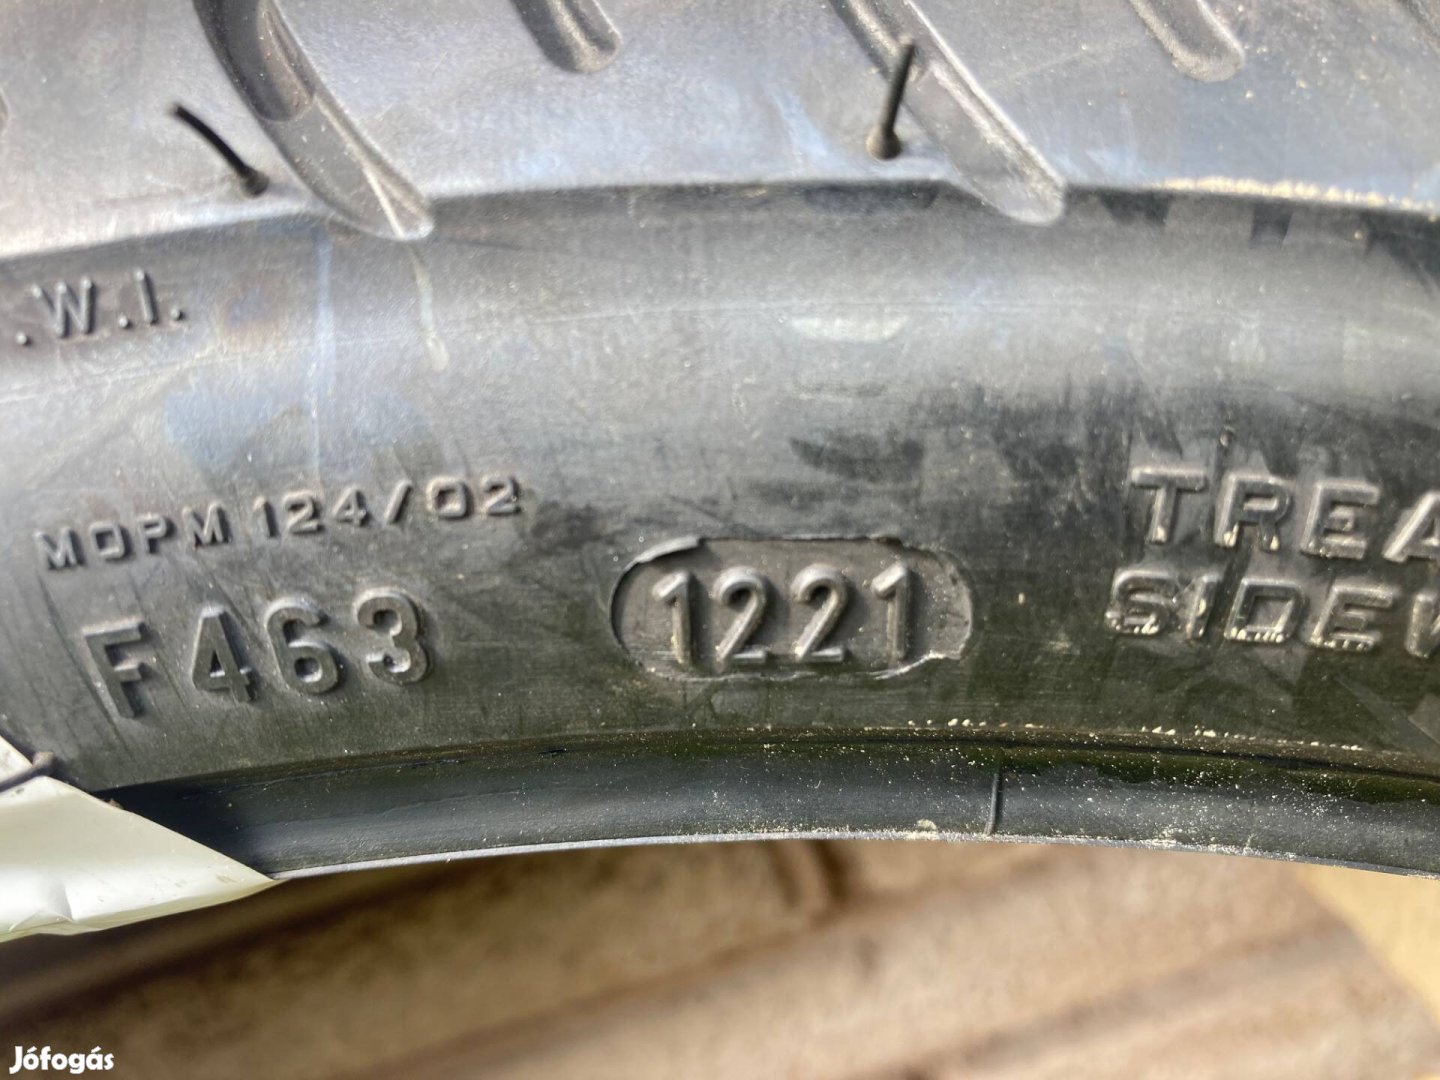 .W.I.
MOPM 124/02
F463
1221
TREA
SIDEW
Jófogás